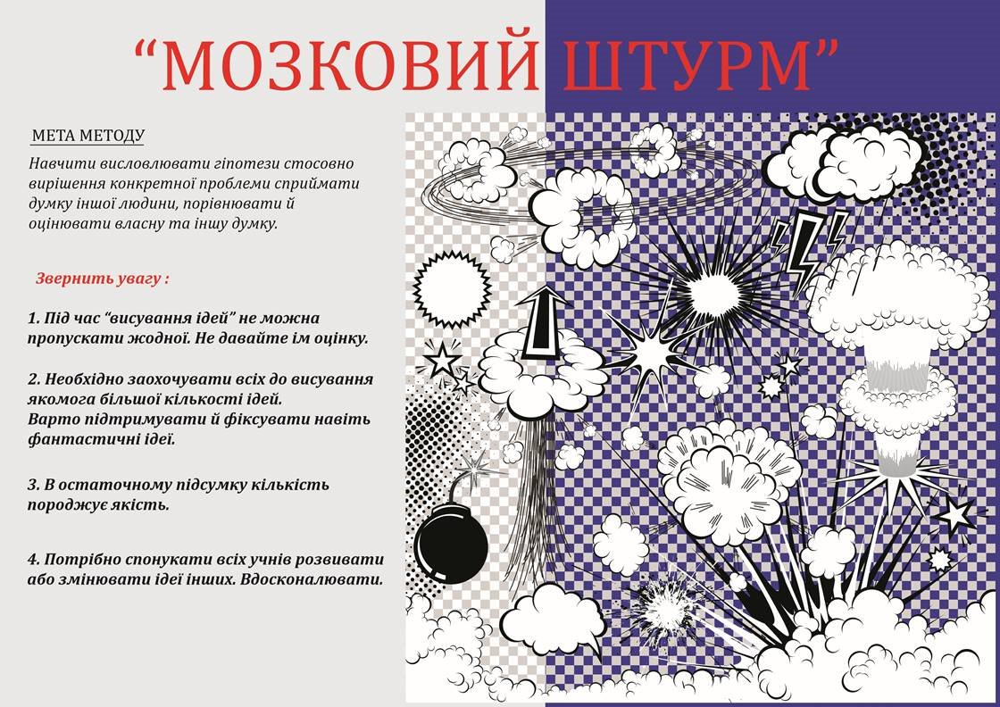 “МОЗКОВИЙ ШТУРМ”
МЕТА МЕТОДУ
Навчити висловлювати гіпотези стосовно
вирішення конкретної проблеми сприймати
думку іншої людини, порівнювати й
оцінювати власну та іншу думку.
Звернить увагу :
1. Під час “висування ідей” не можна
пропускати жодної. Не давайте ім оцінку.
2. Необхідно заохочувати всіх до висування
якомога більшої кількості ідей.
Варто підтримувати й фіксувати навіть
фантастичні ідеї.
3. В остаточному підсумку кількість
породжує якість.
4. Потрібно спонукати всіх учнів розвивати
або змінювати ідеї інших. Вдосконалювати.